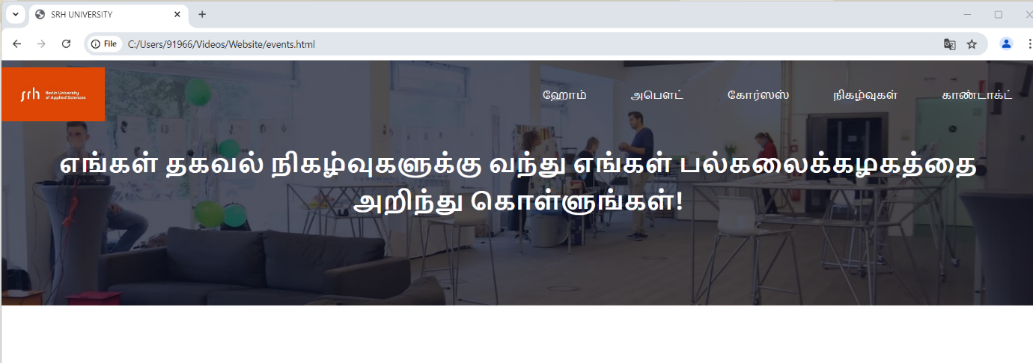 SRH UNIVERSITY
File
C:/Users/91966/Videos/Website/events.html
srh
Berlin University
of Applied Sciences
ஹோம் அபௌட் கோர்ஸஸ் நிகழ்வுகள் காண்டாக்ட்
எங்கள் தகவல் நிகழ்வுகளுக்கு வந்து எங்கள் பல்கலைக்கழகத்தை
அறிந்து கொள்ளுங்கள்!